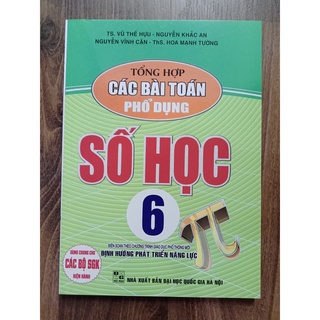 TS. VŨ THẾ HỰU - NGUYỄN KHẮC AN
NGUYỄN VĨNH CẬN - ThS. HOA MẠNH TƯỜNG
TỔNG HỢP
CÁC BÀI TOÁN
PHỔ DỤNG
SỐ HỌC
6
π
BIÊN SOẠN THEO CHƯƠNG TRÌNH GIÁO DỤC PHỔ THÔNG MỚI
ĐỊNH HƯỚNG PHÁT TRIỂN NĂNG LỰC
DÙNG CHUNG CHO
CÁC BỘ SGK
HIỆN HÀNH
NHÀ XUẤT BẢN ĐẠI HỌC QUỐC GIA HÀ NỘI